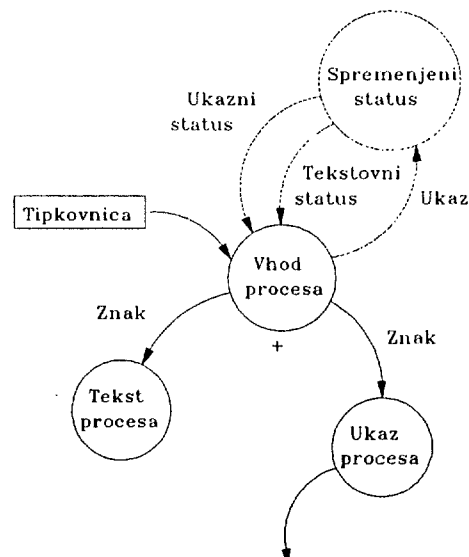 Spremenjeni
status
Ukazni
status
Tekstovni
status
Ukaz
Tipkovnica
Vhod
procesa
+
Znak
Znak
Tekst
procesa
Ukaz
procesa